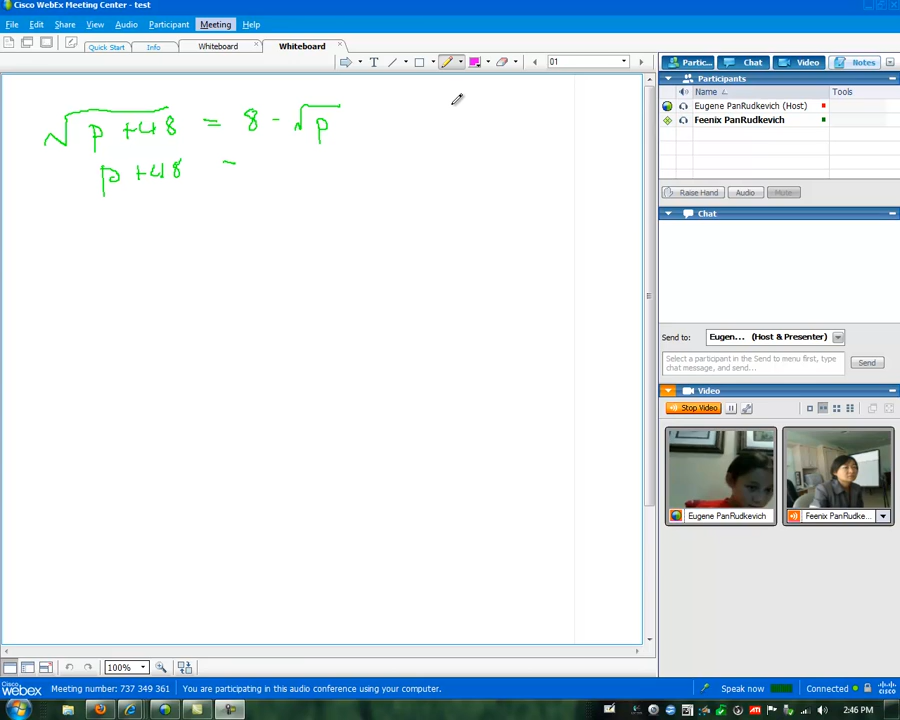 Cisco WebEx Meeting Center - test
File Edit Share View Audio Participant Meeting Help
Quick Start Info Whiteboard Whiteboard
T 01
√(p + 48) = 8 - √p
p + 48 =
Partic... Chat Video Notes
Participants
Name Tools
Eugene PanRudkevich (Host)
Feenix PanRudkevich
Raise Hand Audio Mute
Chat
Send to: Eugen... (Host & Presenter)
Select a participant in the Send to menu first, type
chat message, and send...
Send
Video
Stop Video
Eugene PanRudkevich Feenix PanRudke...
100%
cisco
webex Meeting number: 737 349 361 You are participating in this audio conference using your computer. Speak now Connected cisco
ATI 2:46 PM